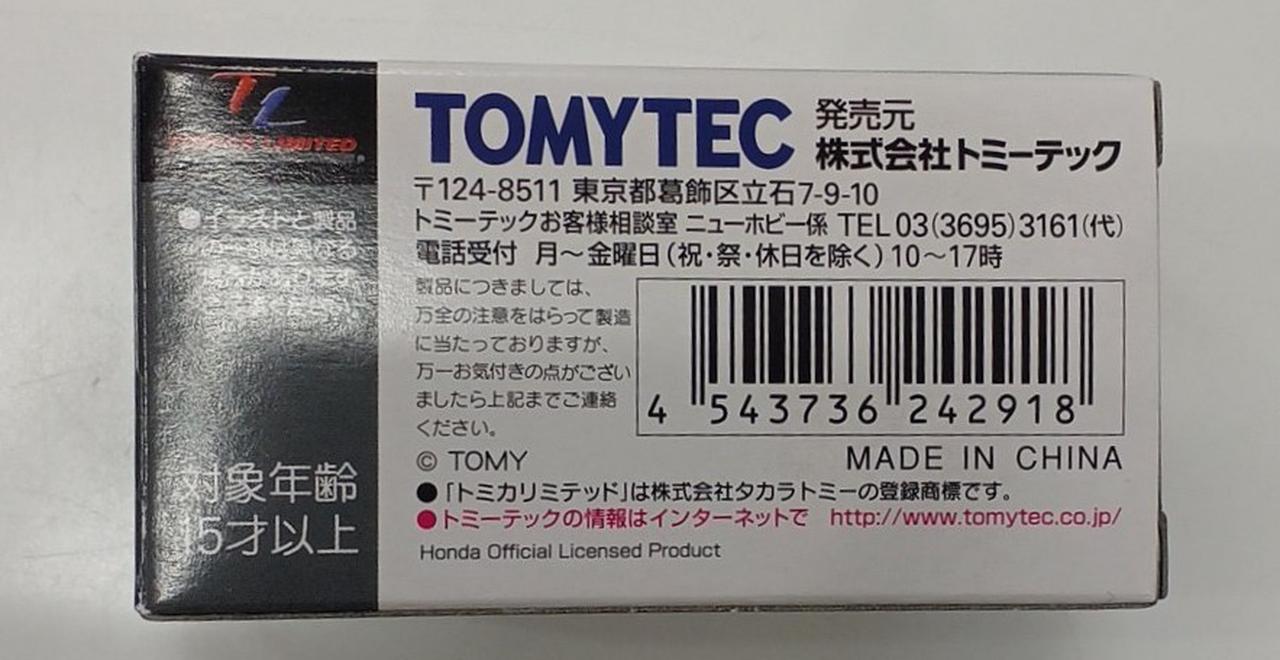 TL
LIMITED
●イラストと製品
対象年齢
15才以上
TOMYTEC
発売元
株式会社トミーテック
〒124-8511 東京都葛飾区立石7-9-10
トミーテックお客様相談室 ニューホビー係 TEL 03(3695)3161(代)
電話受付 月〜金曜日(祝・祭・休日を除く)10〜17時
製品につきましては、
万全の注意をはらって製造
に当たっておりますが、
万一お気付きの点がござい
ましたら上記までご連絡
ください。
4 543736 242918
© TOMY
MADE IN CHINA
●「トミカリミテッド」は株式会社タカラトミーの登録商標です。
●トミーテックの情報はインターネットで http://www.tomytec.co.jp/
Honda Official Licensed Product